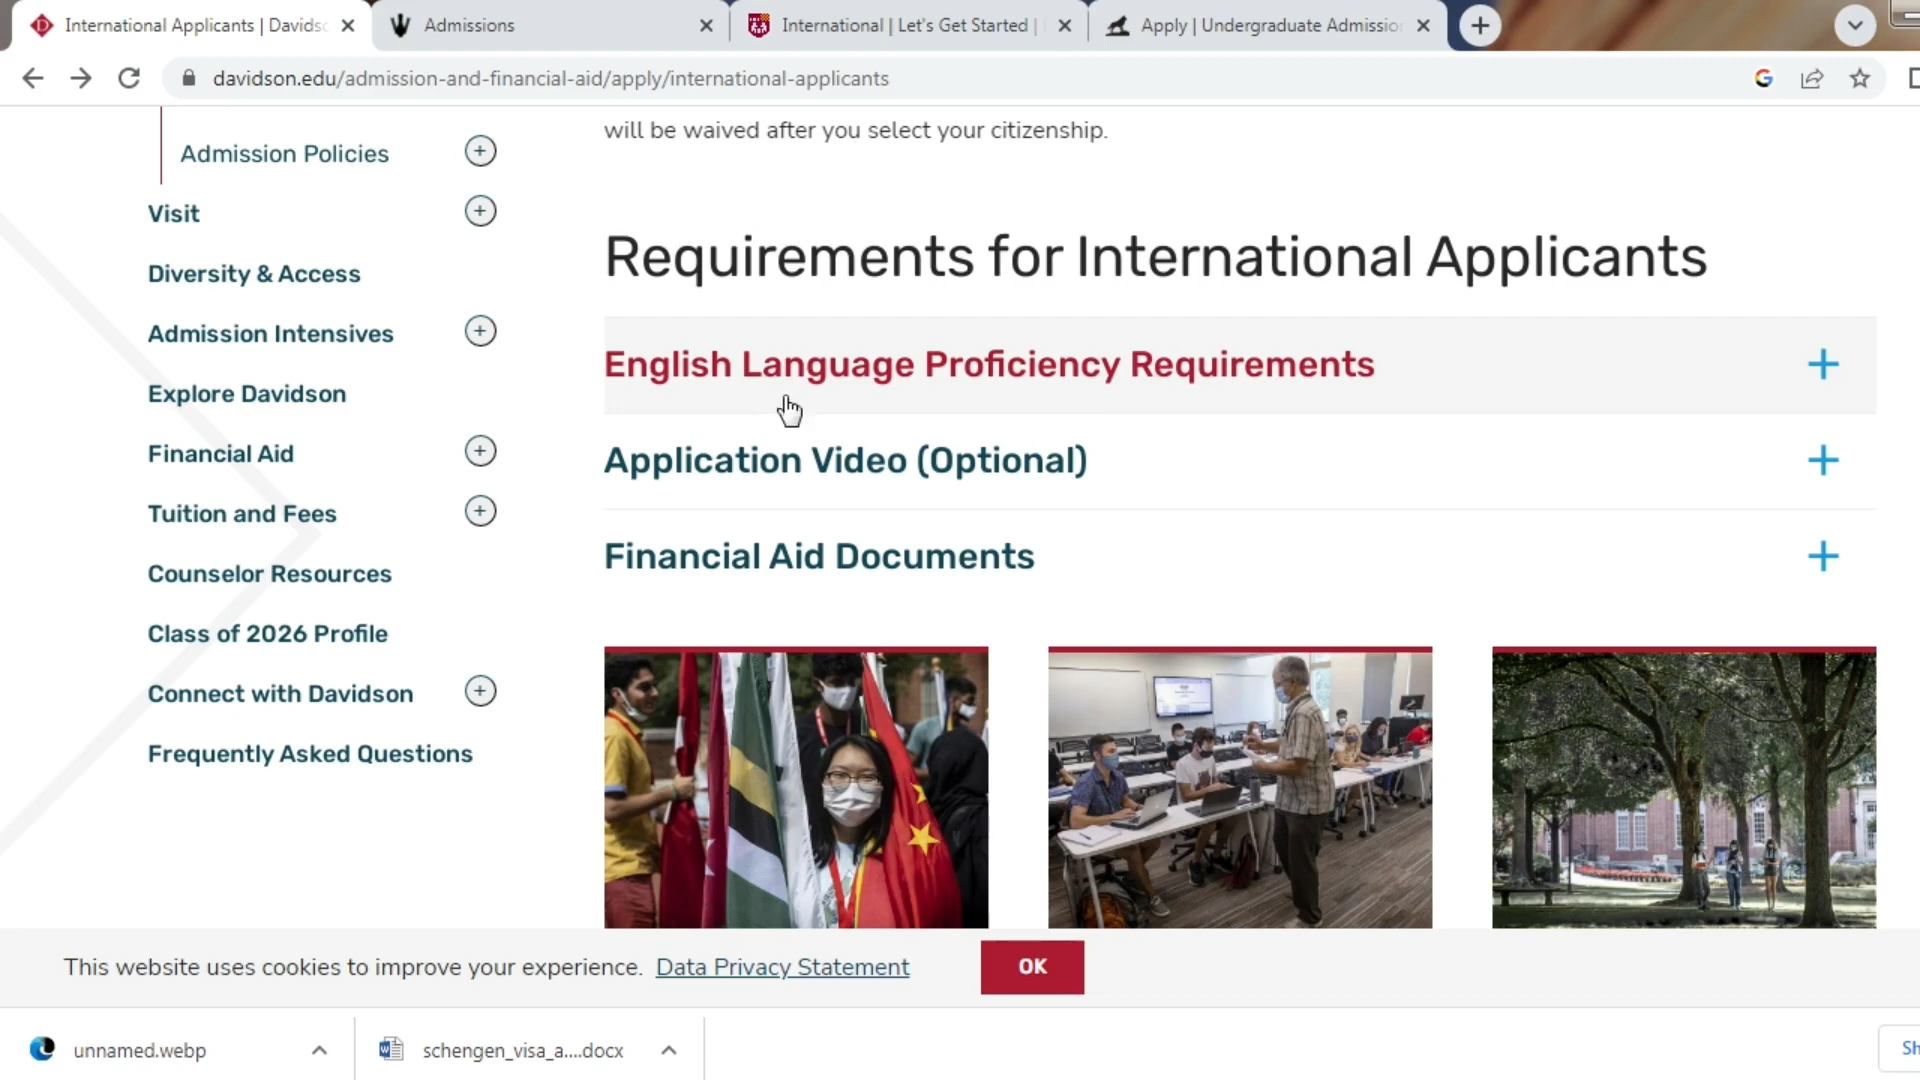 International Applicants | Davids
Admissions
International | Let's Get Started |
Apply | Undergraduate Admissio
davidson.edu/admission-and-financial-aid/apply/international-applicants
will be waived after you select your citizenship.
Admission Policies
Visit
Diversity & Access
Admission Intensives
Explore Davidson
Financial Aid
Tuition and Fees
Counselor Resources
Class of 2026 Profile
Connect with Davidson
Frequently Asked Questions
Requirements for International Applicants
English Language Proficiency Requirements
Application Video (Optional)
Financial Aid Documents
This website uses cookies to improve your experience. Data Privacy Statement
OK
unnamed.webp
schengen_visa_a....docx
Sh